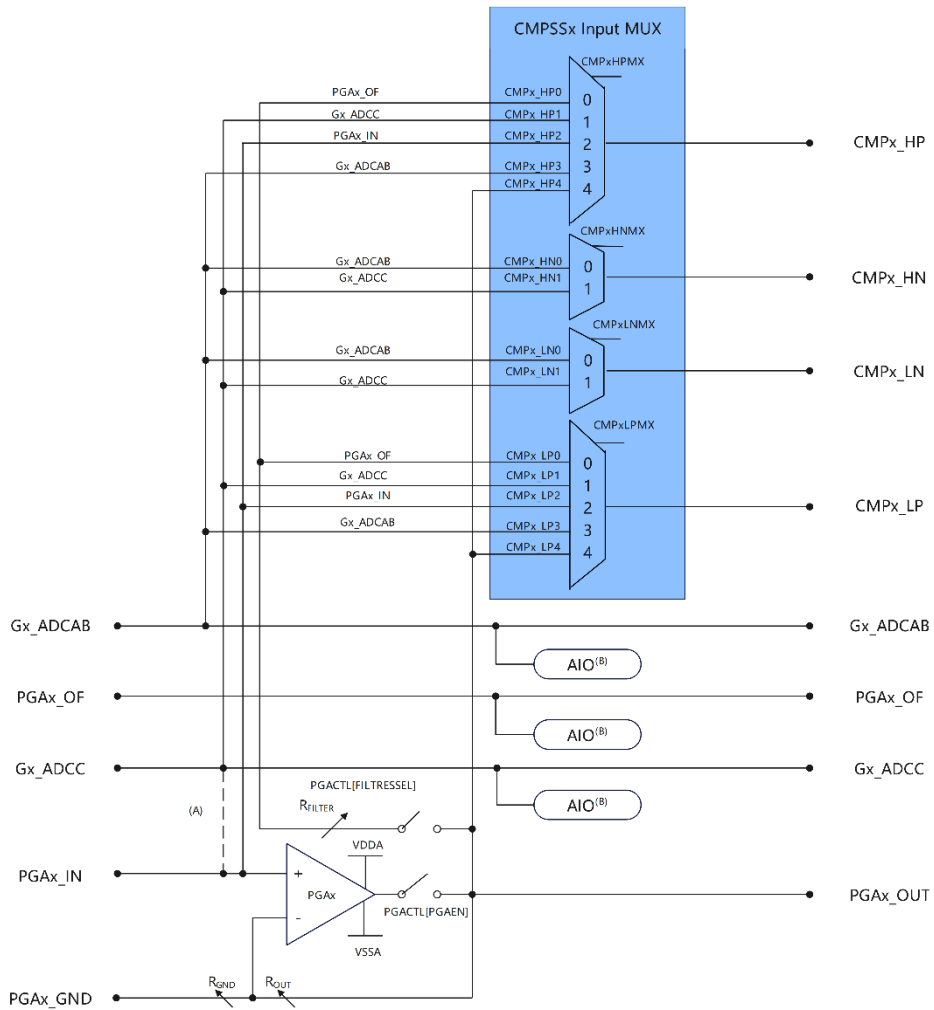 CMPSSx Input MUX
CMPxHPMX
PGAx_OF
CMPx_HP0
0
Gx_ADCC
CMPx_HP1
1
PGAx_IN
CMPx_HP2
2
CMPx_HP
Gx_ADCAB
CMPx_HP3
3
CMPx_HP4
4
CMPxHNMX
Gx_ADCAB
CMPx_HN0
0
Gx_ADCC
CMPx_HN1
1
CMPx_HN
CMPxLNMX
Gx_ADCAB
CMPx_LN0
0
Gx_ADCC
CMPx_LN1
1
CMPx_LN
CMPxLPMX
PGAx_OF
CMPx_LP0
0
Gx_ADCC
CMPx_LP1
1
PGAx_IN
CMPx_LP2
2
CMPx_LP
Gx_ADCAB
CMPx_LP3
3
CMPx_LP4
4
Gx_ADCAB
Gx_ADCAB
AIO(B)
PGAx_OF
PGAx_OF
AIO(B)
Gx_ADCC
Gx_ADCC
PGACTL[FILTRESSEL]
AIO(B)
(A)
RFILTER
VDDA
PGAx_IN
+
PGAx
-
PGACTL[PGAEN]
PGAx_OUT
VSSA
RGND
ROUT
PGAx_GND